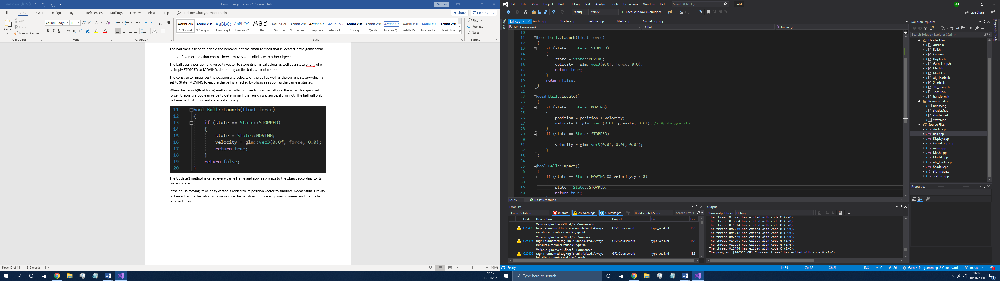 AutoSave Off
Games Programming 2 Documentation
Sign in
File Home Insert Design Layout References Mailings Review View Help Tell me what you want to do
Share Comments
Paste
Cut
Copy
Format Painter
Clipboard
Calibri (Body) 11
Font
Paragraph
AaBbCcDc AaBbCcDc AaBbCc AaBbCcD AaB AaBbCcD AaBbCcDc AaBbCcDc AaBbCcDc AaBbCcDc AaBbCcDc AaBbCcDc AABBCCDC AABBCCDC AaBbCcDc
¶ Normal ¶ No Spac... Heading 1 Heading 2 Title Subtitle Subtle Em... Emphasis Intense E... Strong Quote Intense Q... Subtle Ref... Intense Re... Book Title
Styles
Find
Replace
Select
Editing
The ball class is used to handle the behaviour of the small golf ball that is located in the game scene.
It has a few methods that control how it moves and collides with other objects.
The ball uses a position and velocity vector to store its physical values as well as a State enum which
is simply STOPPED or MOVING, depending on the balls current motion.
The constructor initialises the position and velocity of the ball as well as the current state – which is
set to State::MOVING to ensure the ball is affected by physics as soon as the game is started.
When the Launch(float force) method is called, it tries to fire the ball into the air with a specified
force. It returns a Boolean value to determine if the launch was successful or not. The ball will only
be launched if it is current state is stationary.
11 bool Ball::Launch(float force)
12 {
13 if (state == State::STOPPED)
14 {
15 state = State::MOVING;
16 velocity = glm::vec3(0.0f, force, 0.0);
17 return true;
18 }
19 return false;
20 }
The Update() method is called every game frame and applies physics to the object according to its
current state.
If the ball is moving its velocity vector is added to its position vector to simulate momentum. Gravity
is then added to the velocity to make sure the ball does not travel upwards forever and gradually
falls back down.
Page 10 of 11 1213 words
100%
16:17
10/01/2020
File Edit View Project Build Debug Test Analyze Tools Extensions Window Help Search (Ctrl+Q) Lab1
SM
Debug Win32 Local Windows Debugger
Live Share
Toolbox
Ball.cpp Audio.cpp Shader.cpp Texture.cpp Mesh.cpp GameLoop.cpp
GP2 Coursework Ball Impact()
10
11 bool Ball::Launch(float force)
12 {
13 if (state == State::STOPPED)
14 {
15 state = State::MOVING;
16 velocity = glm::vec3(0.0f, force, 0.0);
17 return true;
18 }
19 return false;
20 }
21
22 void Ball::Update()
23 {
24 if (state == State::MOVING)
25 {
26 position = position + velocity;
27 velocity += glm::vec3(0.0f, gravity, 0.0f); // Apply gravity
28 }
29 if (state == State::STOPPED)
30 {
31 velocity = glm::vec3(0.0f, 0.0f, 0.0f);
32 }
33 }
34
35 bool Ball::Impact()
36 {
37 if (state == State::MOVING && velocity.y < 0)
38 {
39 state = State::STOPPED;
40 return true;
121 % No issues found
Error List
Entire Solution 0 Errors 28 Warnings 0 Messages Build + IntelliSense Search Error L
Code Description Project File Line
C26495 Variable 'glm::tvec4<float,5>::<unnamed-
tag>::<unnamed-tag>::a' is uninitialized. Always
initialize a member variable (type.6). GP2 Coursework type_vec4.inl 182
C26495 Variable 'glm::tvec4<float,5>::<unnamed-
tag>::<unnamed-tag>::b' is uninitialized. Always
initialize a member variable (type.6). GP2 Coursework type_vec4.inl 182
C26495 Variable 'glm::tvec4<float,5>::<unnamed-
tag>::<unnamed-tag>::g' is uninitialized. Always
initialize a member variable (type.6). GP2 Coursework type_vec4.inl 182
Output
Show output from: Debug
The thread 0x32ac has exited with code 0 (0x0).
The thread 0x3b64 has exited with code 0 (0x0).
The thread 0x1014 has exited with code 0 (0x0).
The thread 0x2730 has exited with code 0 (0x0).
The thread 0x4748 has exited with code 0 (0x0).
The thread 0x2a20 has exited with code 0 (0x0).
The thread 0x4b9c has exited with code 0 (0x0).
The thread 0x2cb4 has exited with code 0 (0x0).
The thread 0x1454 has exited with code 0 (0x0).
The program '[14032] GP2 Coursework.exe' has exited with code 0 (0x0).
Solution Explorer
Search Solution Explorer (Ctrl+;)
Header Files
Audio.h
Ball.h
Camera.h
Display.h
GameLoop.h
Mesh.h
Model.h
obj_loader.h
Shader.h
stb_image.h
Texture.h
transform.h
Resource Files
bricks.jpg
shader.frag
shader.vert
Water.jpg
Source Files
Audio.cpp
Ball.cpp
Display.cpp
GameLoop.cpp
main.cpp
Mesh.cpp
Model.cpp
obj_loader.cpp
Shader.cpp
stb_image.c
Texture.cpp
Properties
Diagnostic Tools
Ready Ln 39 Col 32 Ch 26 INS 0 26 Games-Programming-2-Coursework master
Type here to search
16:17
10/01/2020